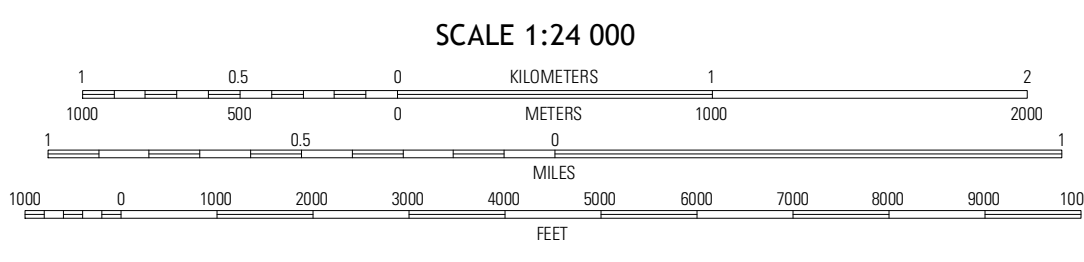 SCALE 1:24 000
1 0.5 0 KILOMETERS 1 2
1000 500 0 METERS 1000 2000
1 0.5 0 1
MILES
1000 0 1000 2000 3000 4000 5000 6000 7000 8000 9000 100
FEET